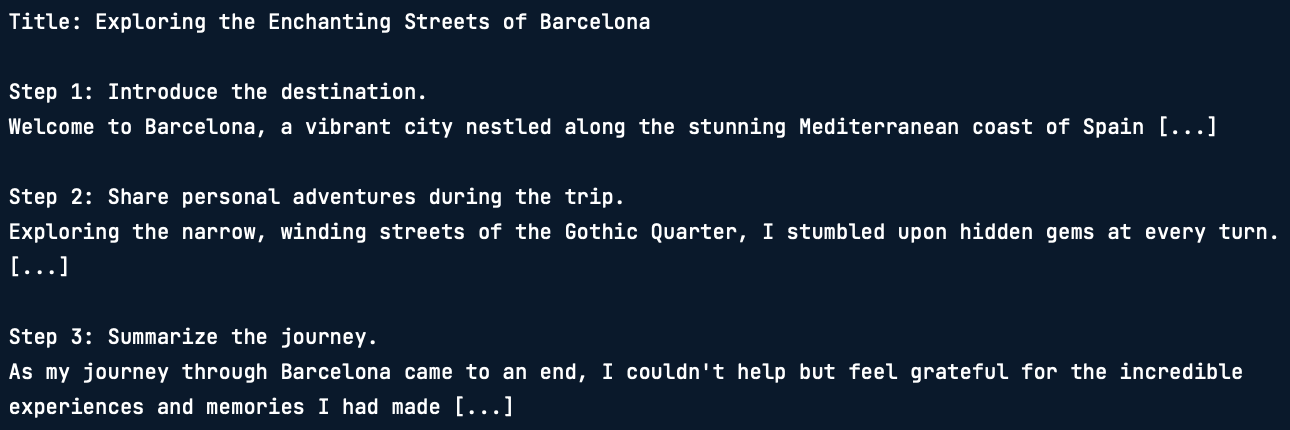 Title: Exploring the Enchanting Streets of Barcelona
Step 1: Introduce the destination.
Welcome to Barcelona, a vibrant city nestled along the stunning Mediterranean coast of Spain [...]
Step 2: Share personal adventures during the trip.
Exploring the narrow, winding streets of the Gothic Quarter, I stumbled upon hidden gems at every turn.
[...]
Step 3: Summarize the journey.
As my journey through Barcelona came to an end, I couldn't help but feel grateful for the incredible
experiences and memories I had made [...]